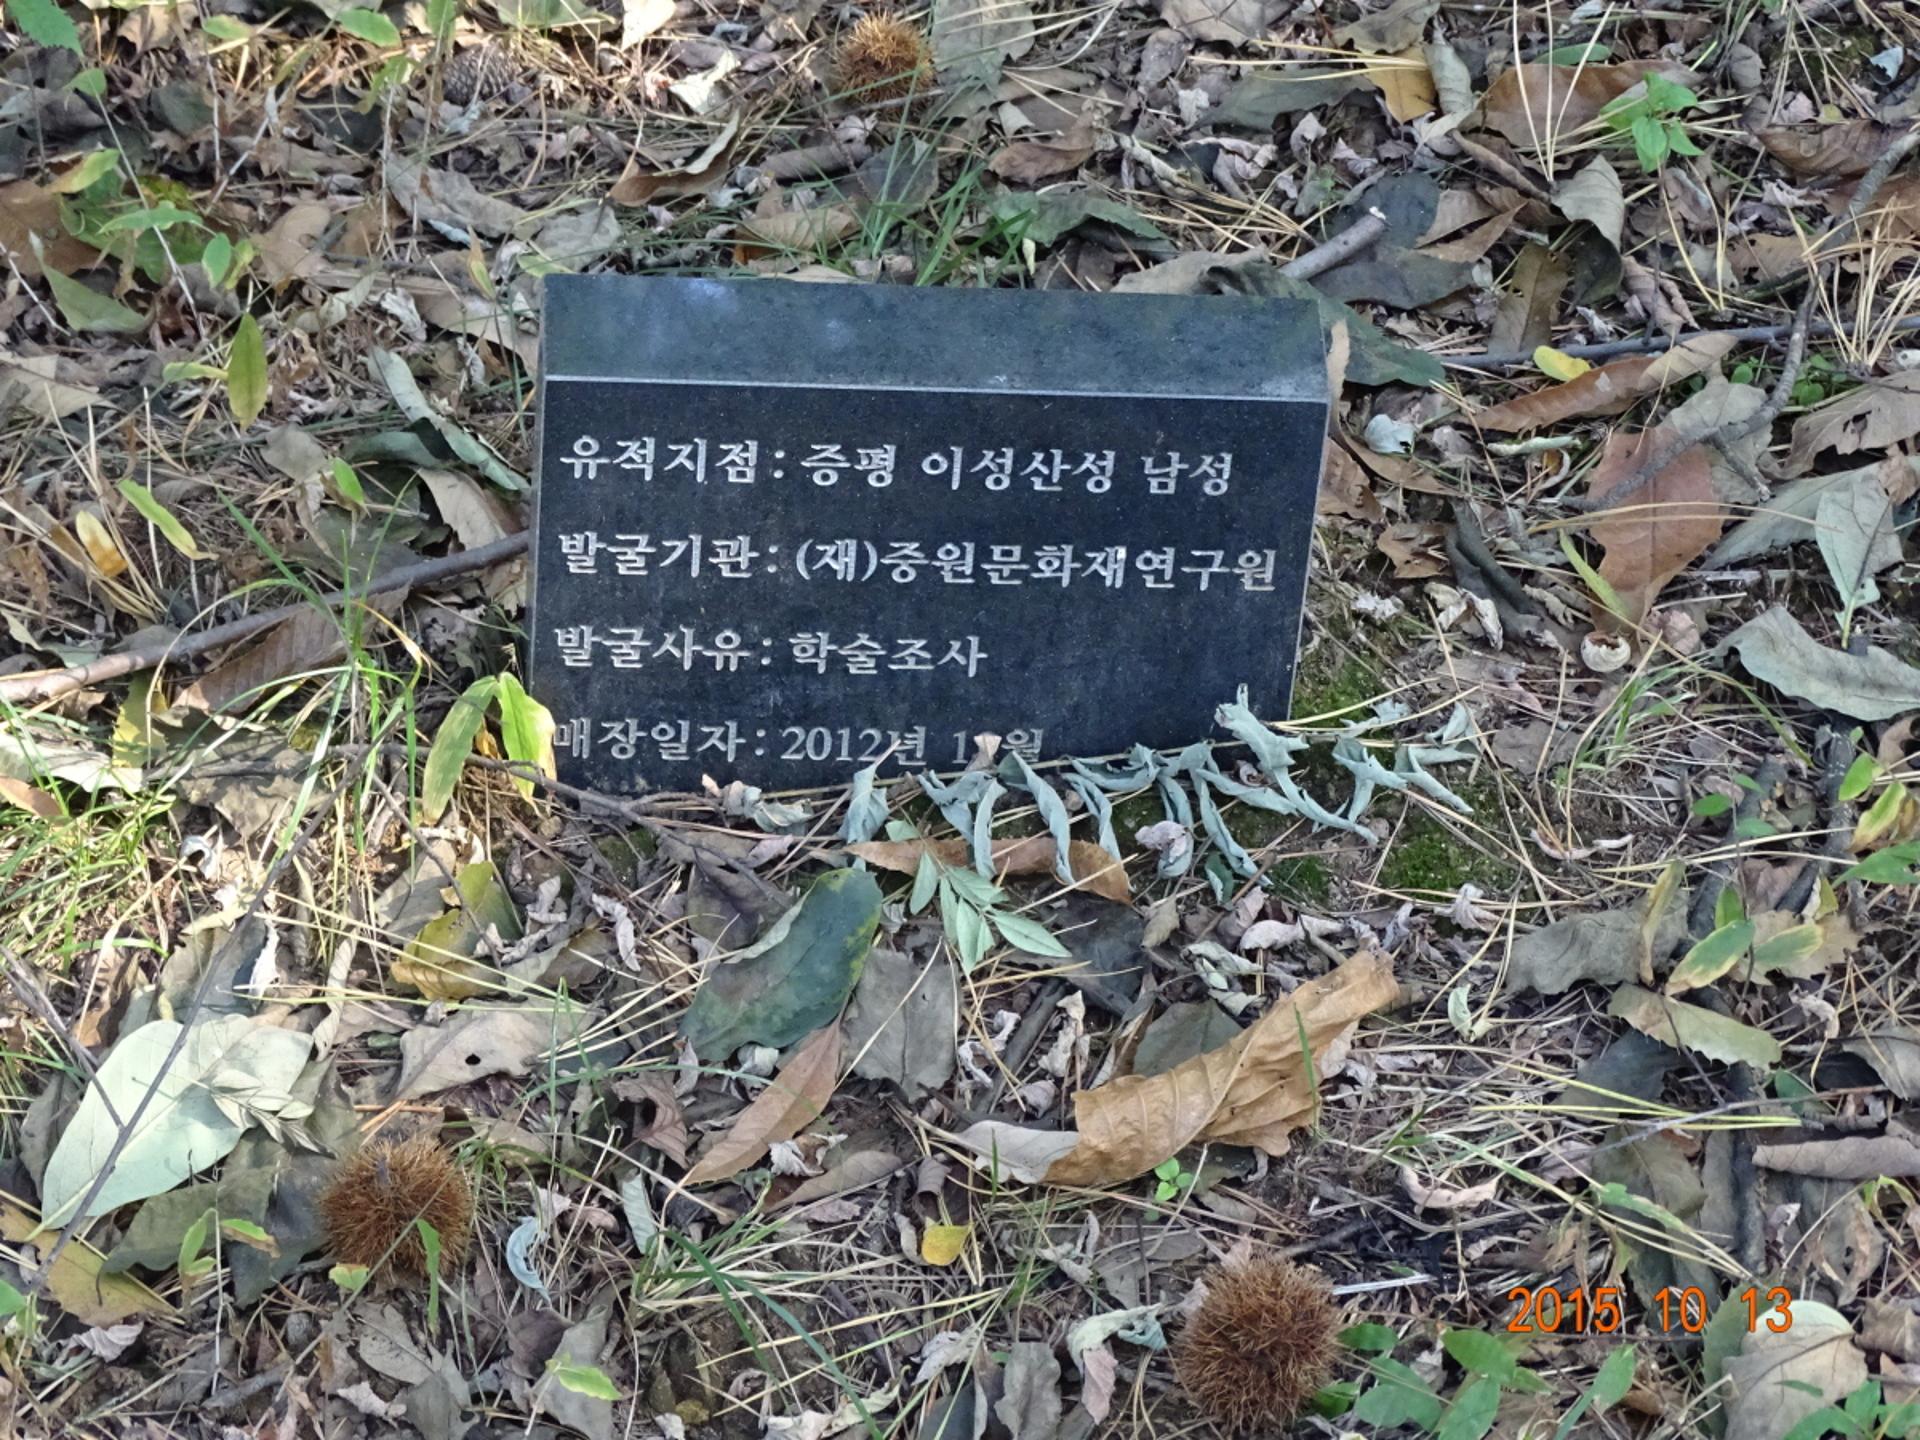 유적지점: 증평 이성산성 남성
발굴기관: (재)중원문화재연구원
발굴사유: 학술조사
매장일자: 2012년
2015 10 13